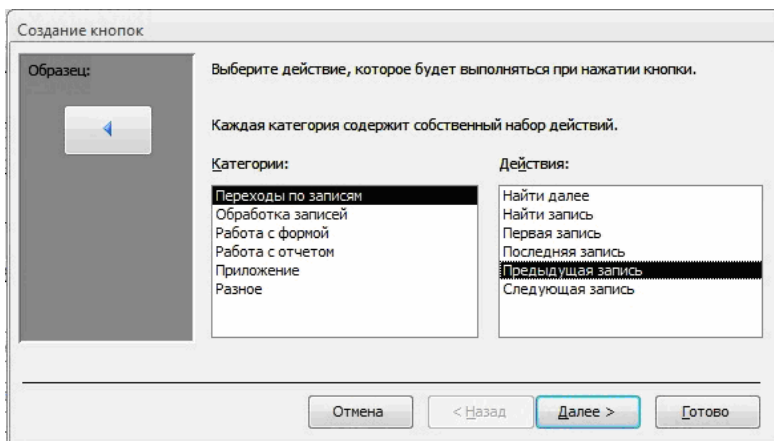 Создание кнопок
Образец:
Выберите действие, которое будет выполняться при нажатии кнопки.
Каждая категория содержит собственный набор действий.
Категории:
Действия:
Переходы по записям
Обработка записей
Работа с формой
Работа с отчетом
Приложение
Разное
Найти далее
Найти запись
Первая запись
Последняя запись
Предыдущая запись
Следующая запись
Отмена
< Назад
Далее >
Готово